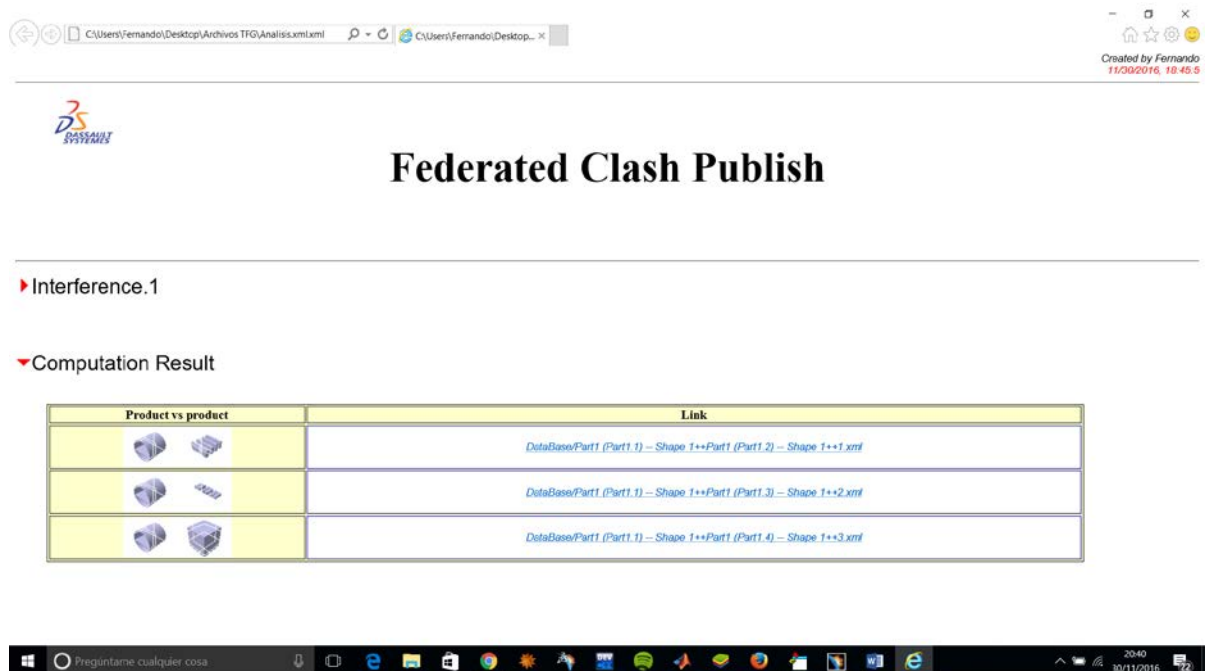 C:\Users\Fernando\Desktop\Archivos TFG\Analisis.xml.xml
C:\Users\Fernando\Desktop...
Created by Fernando
11/30/2016, 18:45:5
DASSAULT
SYSTEMES
Federated Clash Publish
Interference.1
Computation Result
Product vs product Link
DataBase/Part1 (Part1.1) -- Shape 1++Part1 (Part1.2) -- Shape 1++1.xml
DataBase/Part1 (Part1.1) -- Shape 1++Part1 (Part1.3) -- Shape 1++2.xml
DataBase/Part1 (Part1.1) -- Shape 1++Part1 (Part1.4) -- Shape 1++3.xml
Pregúntame cualquier cosa
20:40
30/11/2016
22